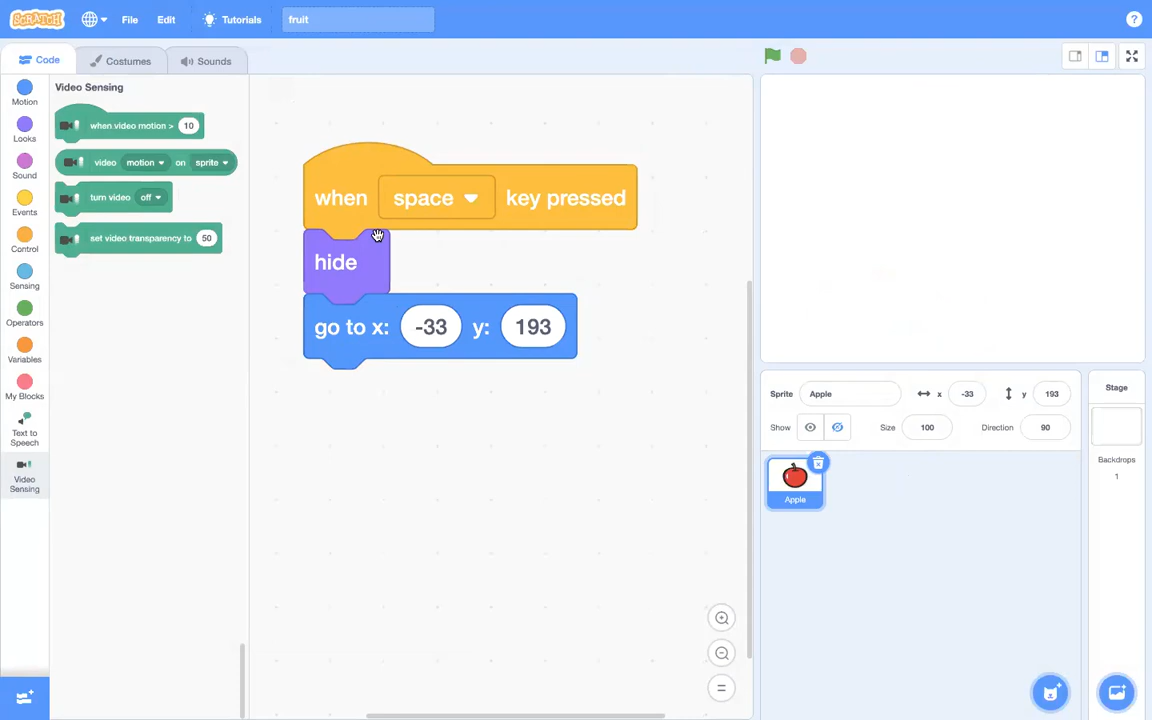 SCRATCH File Edit Tutorials fruit ?
Code Costumes Sounds
Motion
Looks
Sound
Events
Control
Sensing
Operators
Variables
My Blocks
Text to
Speech
Video
Sensing
Video Sensing
when video motion > 10
video motion on sprite
turn video off
set video transparency to 50
when space key pressed
hide
go to x: -33 y: 193
Sprite Apple x -33 y 193
Show Size 100 Direction 90
Apple
Stage
Backdrops
1